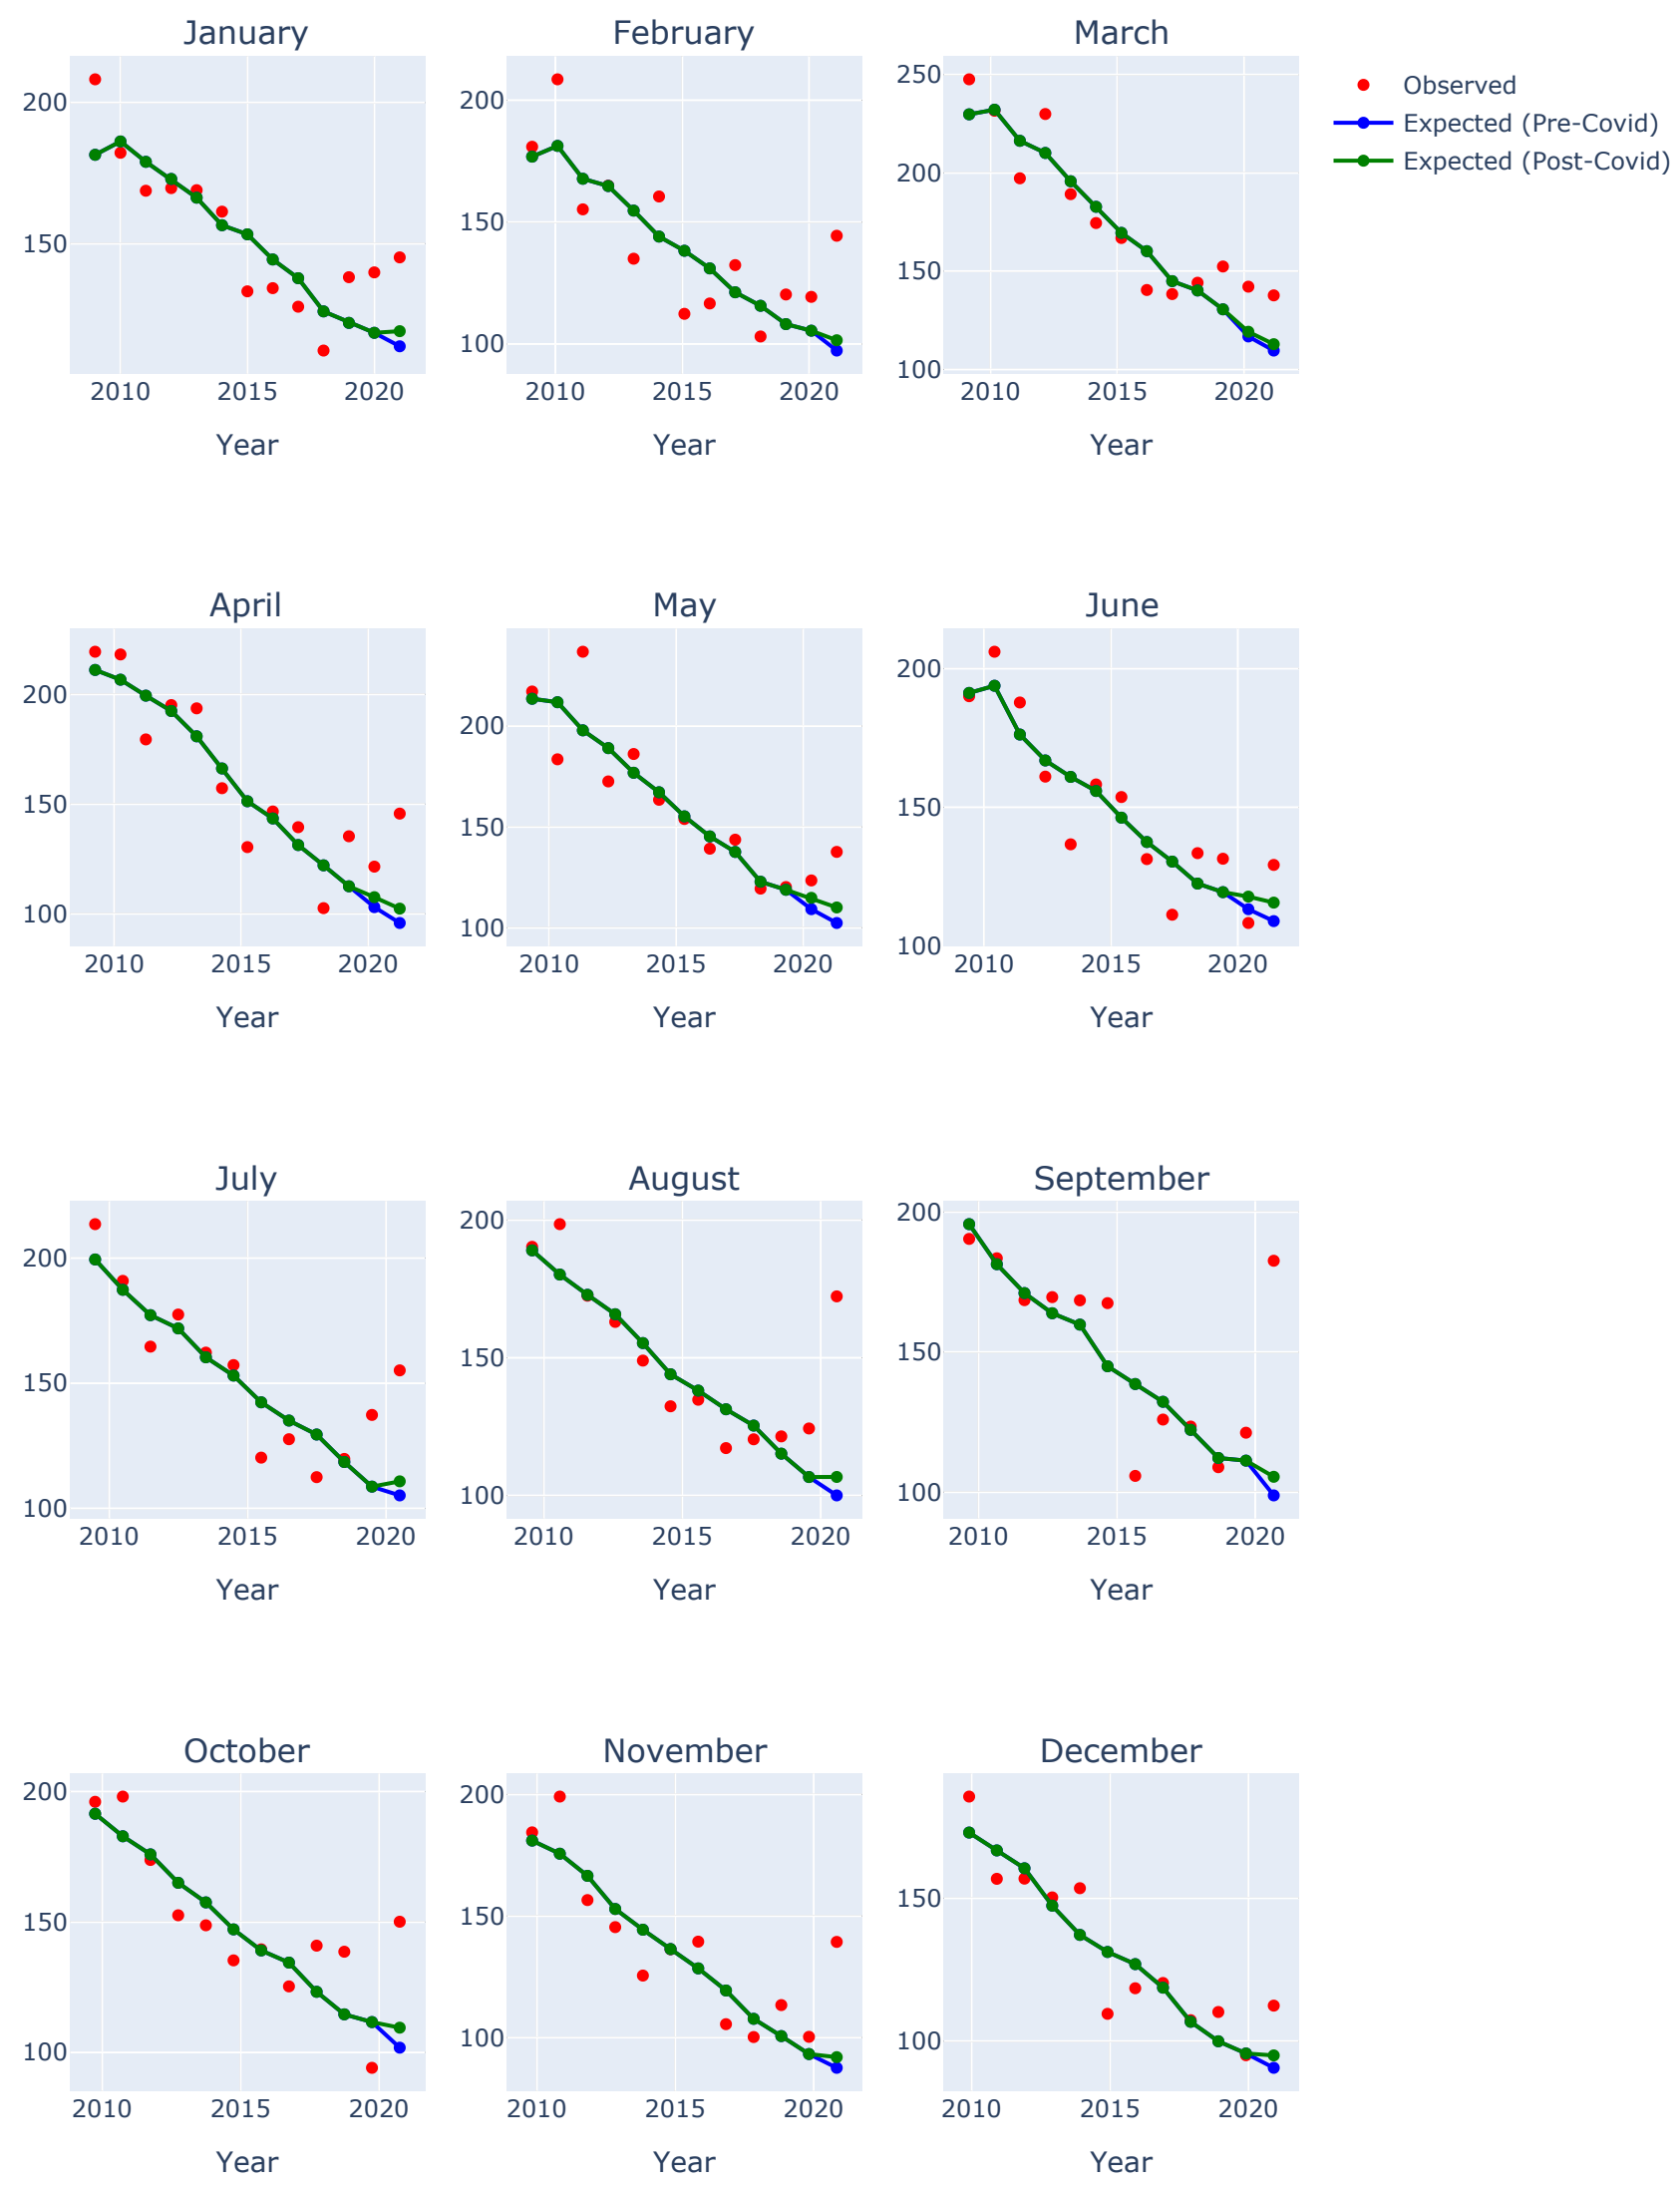 January February March
200
150
2010 2015 2020
Year
200
150
100
2010 2015 2020
Year
250
200
150
100
2010 2015 2020
Year
Observed
Expected (Pre-Covid)
Expected (Post-Covid)
April May June
200
150
100
2010 2015 2020
Year
200
150
100
2010 2015 2020
Year
200
150
100
2010 2015 2020
Year
July August September
200
150
100
2010 2015 2020
Year
200
150
100
2010 2015 2020
Year
200
150
100
2010 2015 2020
Year
October November December
200
150
100
2010 2015 2020
Year
200
150
100
2010 2015 2020
Year
150
100
2010 2015 2020
Year